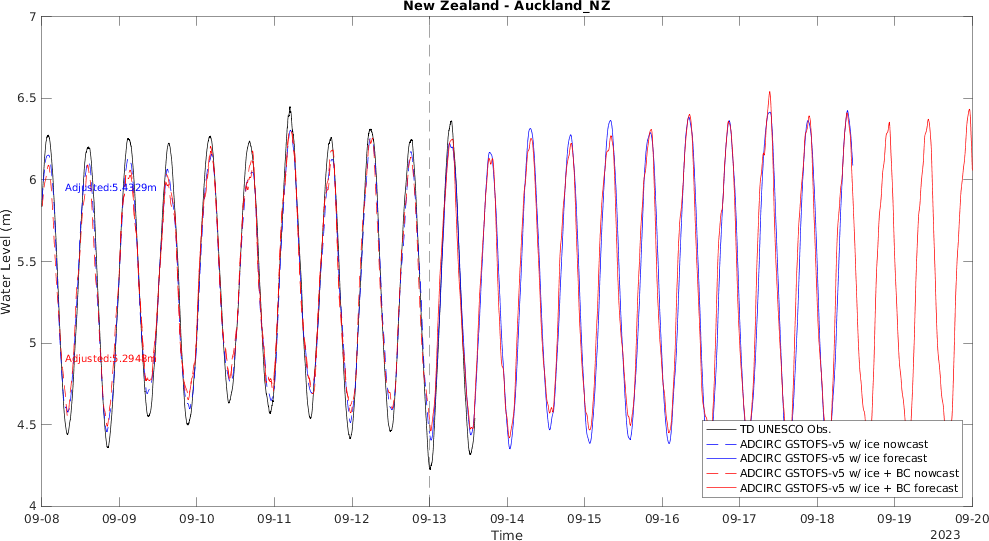 New Zealand - Auckland_NZ
7
6.5
6
5.5
5
4.5
4
Water Level (m)
Adjusted:5.4329m
Adjusted:5.2948m
TD UNESCO Obs.
ADCIRC GSTOFS-v5 w/ ice nowcast
ADCIRC GSTOFS-v5 w/ ice forecast
ADCIRC GSTOFS-v5 w/ ice + BC nowcast
ADCIRC GSTOFS-v5 w/ ice + BC forecast
09-08 09-09 09-10 09-11 09-12 09-13 09-14 09-15 09-16 09-17 09-18 09-19 09-20
Time
2023